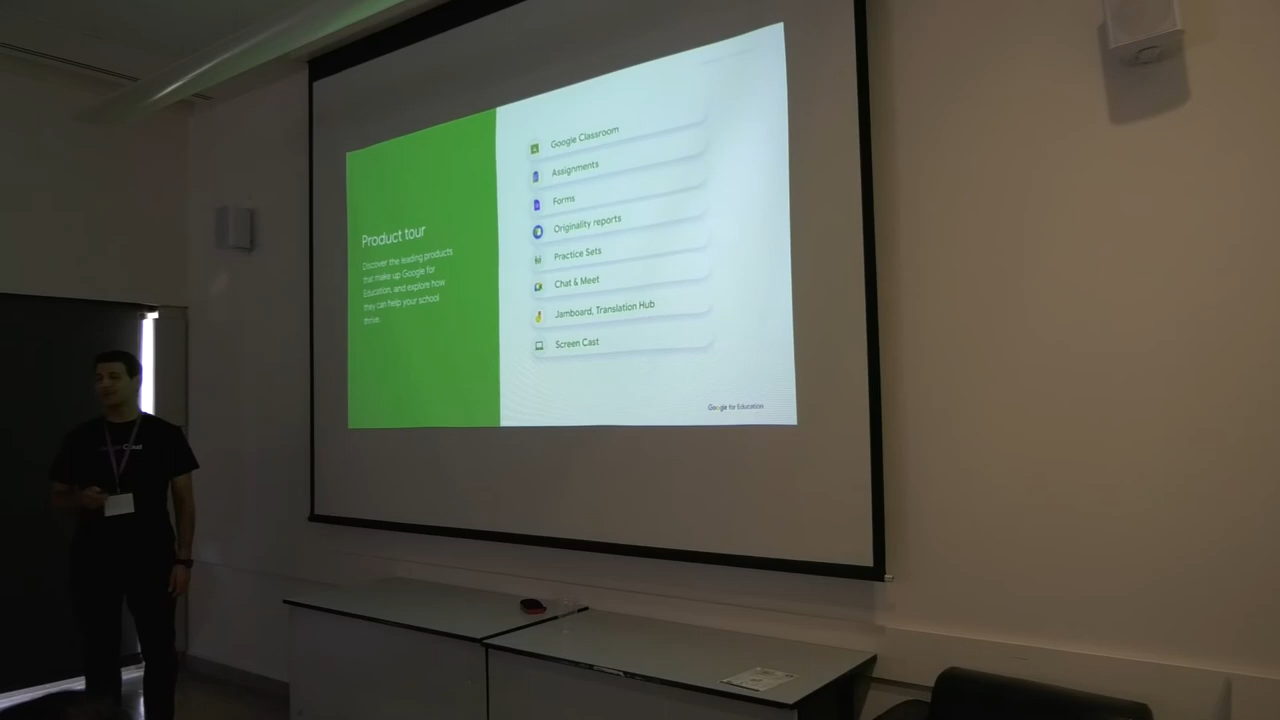 Product tour
Discover the leading products
that make up Google for
Education, and explore how
they can help your school
thrive.
Google Classroom
Assignments
Forms
Originality reports
Practice Sets
Chat & Meet
Jamboard, Translation Hub
Screen Cast
Google for Education
Cloud